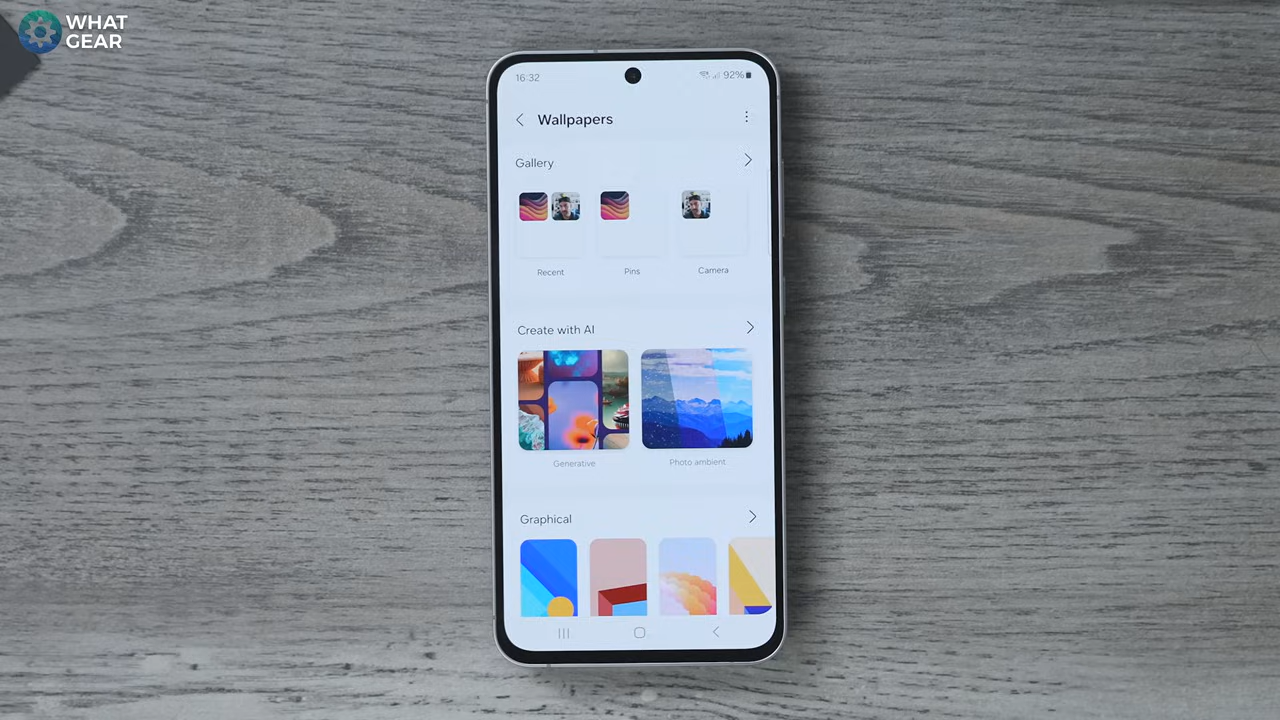 WHAT
GEAR
16:32
92%
Wallpapers
Gallery
Recent
Pins
Camera
Create with AI
Generative
Photo ambient
Graphical